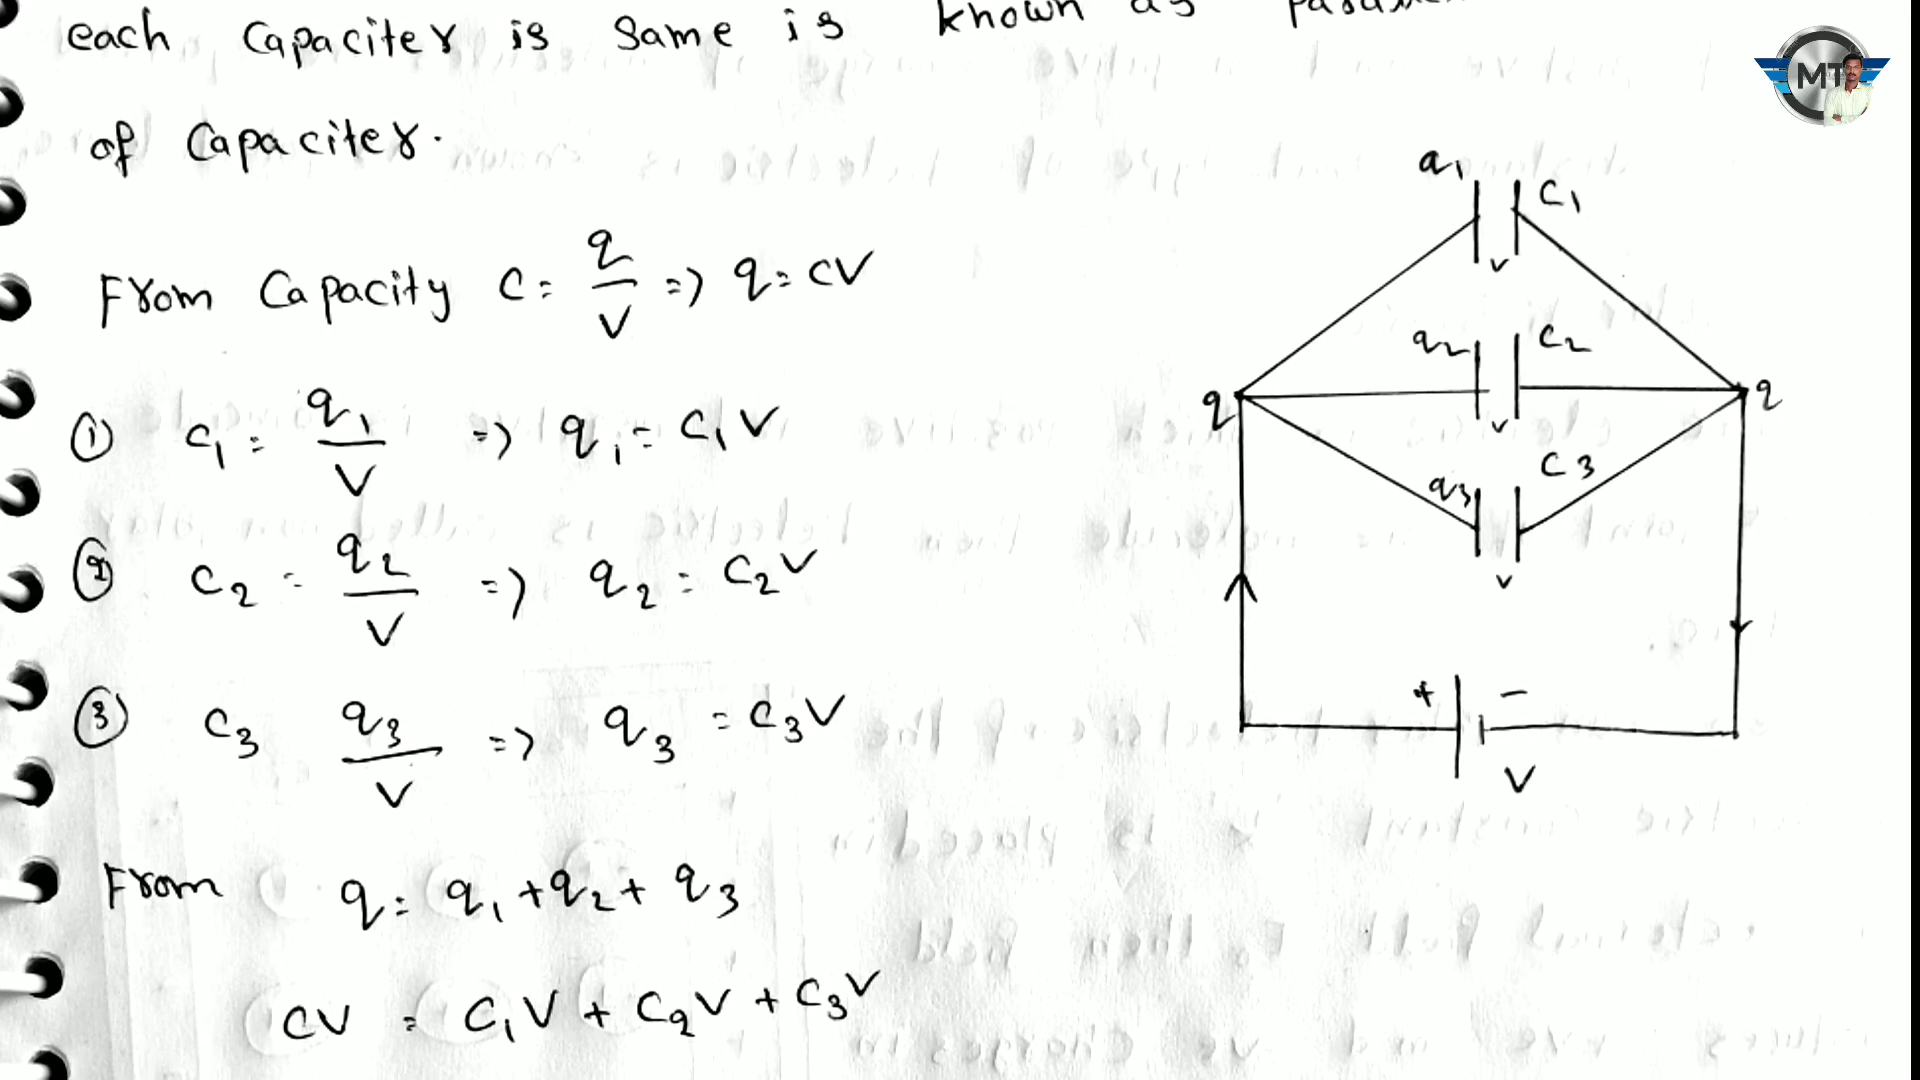 each Capaciter is Same is known as
of Capaciter.
From Capacity C = q/V => q = CV
① C₁ = q₁/V => q₁ = C₁V
② C₂ = q₂/V => q₂ = C₂V
③ C₃ q₃/V => q₃ = C₃V
From q = q₁ + q₂ + q₃
CV = C₁V + C₂V + C₃V
MT
q₁ C₁
V
q₂ C₂
q q
V
q₃ C₃
V
+ -
V